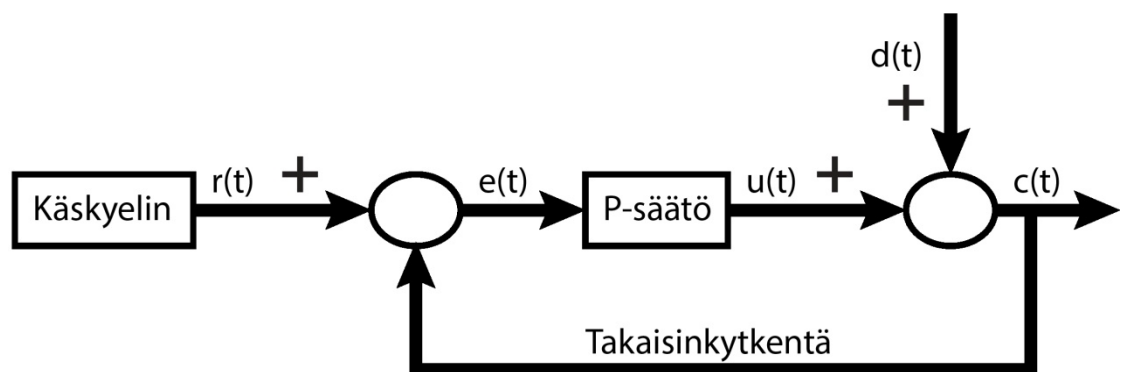 d(t)
+
Käskyelin
r(t)
+
e(t)
P-säätö
u(t)
+
c(t)
Takaisinkytkentä